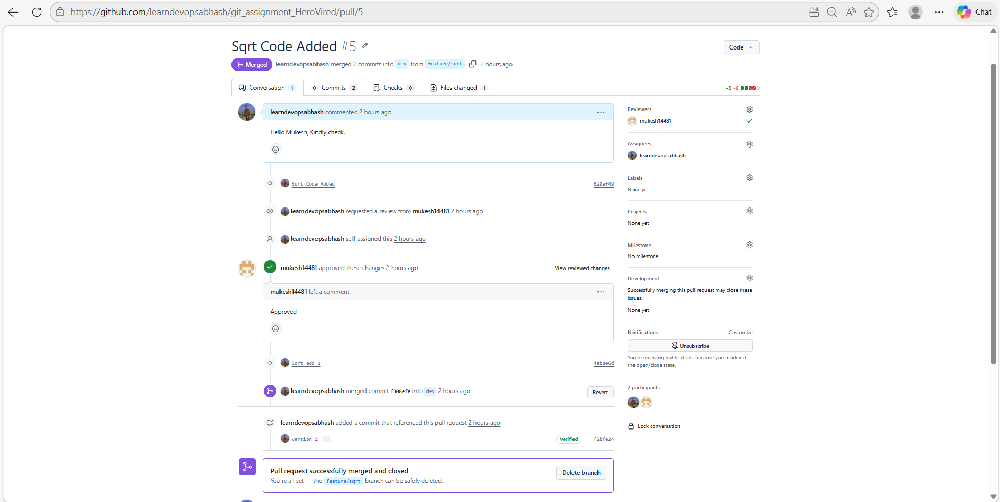 https://github.com/learndevopsabhash/git_assignment_HeroVired/pull/5
Chat
Sqrt Code Added #5
Code
Merged learndevopsabhash merged 2 commits into dev from feature/sqrt 2 hours ago
Conversation 1 Commits 2 Checks 0 Files changed 1
+5 -6
learndevopsabhash commented 2 hours ago
Hello Mukesh, Kindly check.
Sqrt Code Added 620ef49
learndevopsabhash requested a review from mukesh14481 2 hours ago
learndevopsabhash self-assigned this 2 hours ago
mukesh14481 approved these changes 2 hours ago View reviewed changes
mukesh14481 left a comment
Approved
Sqrt add 1 4ab8e6d
learndevopsabhash merged commit f308efe into dev 2 hours ago Revert
learndevopsabhash added a commit that referenced this pull request 2 hours ago
version 2 ... Verified f2bfe24
Pull request successfully merged and closed
You're all set — the feature/sqrt branch can be safely deleted.
Delete branch
Reviewers
mukesh14481
Assignees
learndevopsabhash
Labels
None yet
Projects
None yet
Milestone
No milestone
Development
Successfully merging this pull request may close these
issues.
None yet
Notifications Customize
Unsubscribe
You're receiving notifications because you modified
the open/close state.
2 participants
Lock conversation